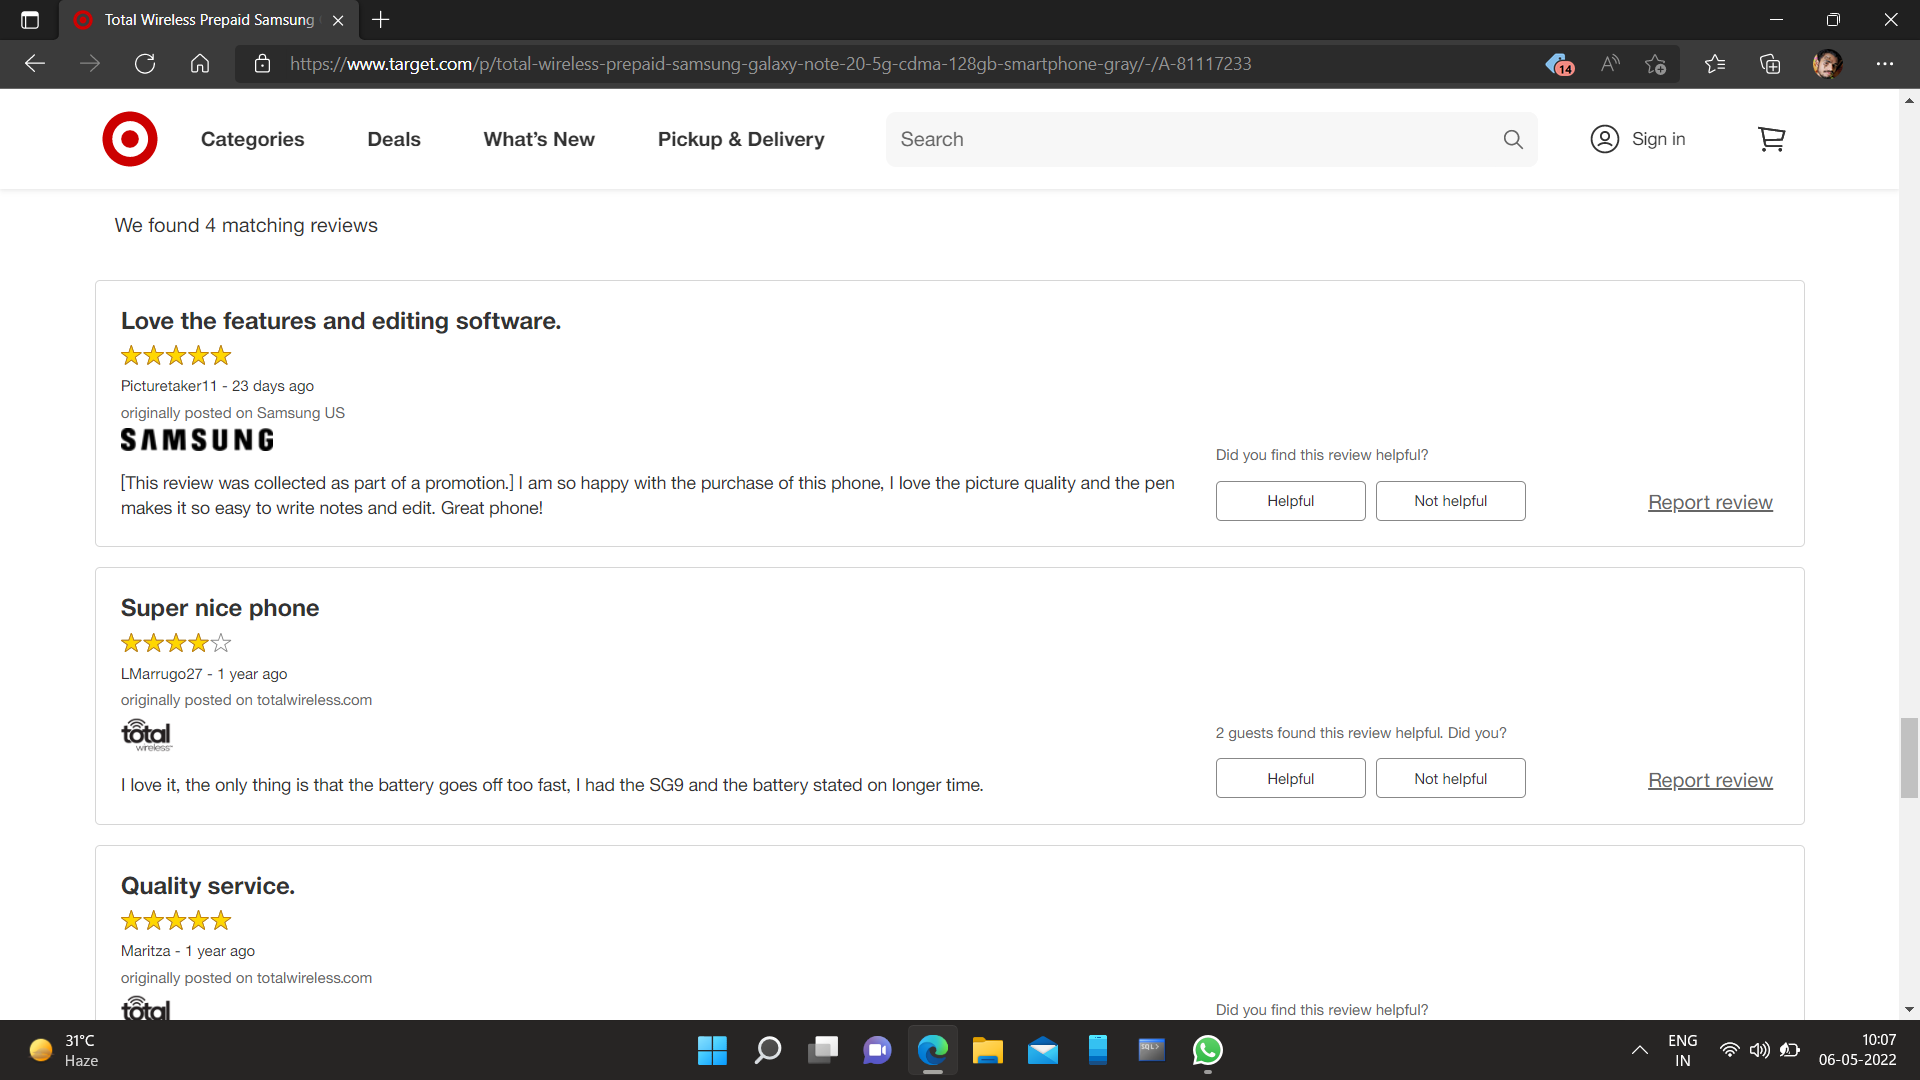 Total Wireless Prepaid Samsung
https://www.target.com/p/total-wireless-prepaid-samsung-galaxy-note-20-5g-cdma-128gb-smartphone-gray/-/A-81117233
14
Categories
Deals
What's New
Pickup & Delivery
Search
Sign in
We found 4 matching reviews
Love the features and editing software.
Picturetaker11 - 23 days ago
originally posted on Samsung US
SAMSUNG
[This review was collected as part of a promotion.] I am so happy with the purchase of this phone, I love the picture quality and the pen
makes it so easy to write notes and edit. Great phone!
Did you find this review helpful?
Helpful
Not helpful
Report review
Super nice phone
LMarrugo27 - 1 year ago
originally posted on totalwireless.com
total
wireless
I love it, the only thing is that the battery goes off too fast, I had the SG9 and the battery stated on longer time.
2 guests found this review helpful. Did you?
Helpful
Not helpful
Report review
Quality service.
Maritza - 1 year ago
originally posted on totalwireless.com
total
Did you find this review helpful?
31°C
Haze
SQL>
ENG
IN
10:07
06-05-2022